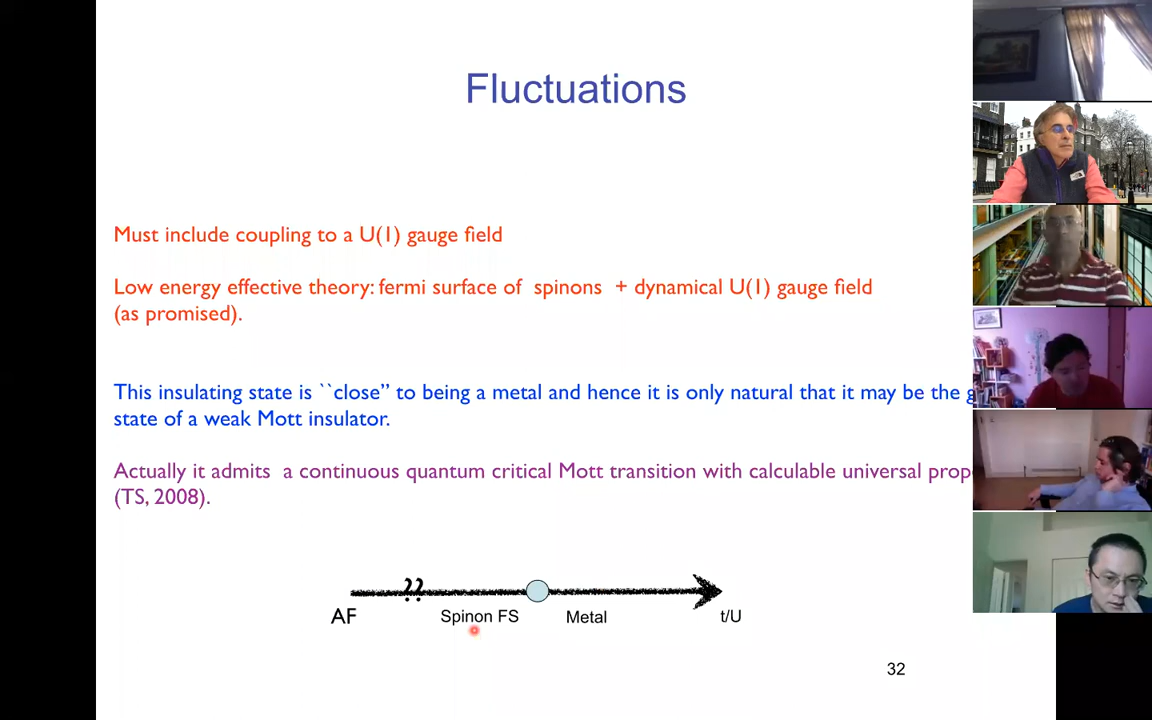 Fluctuations
Must include coupling to a U(1) gauge field
Low energy effective theory: fermi surface of spinons + dynamical U(1) gauge field
(as promised).
This insulating state is ``close” to being a metal and hence it is only natural that it may be the
state of a weak Mott insulator.
Actually it admits a continuous quantum critical Mott transition with calculable universal
(TS, 2008).
??
AF
Spinon FS
Metal
t/U
32